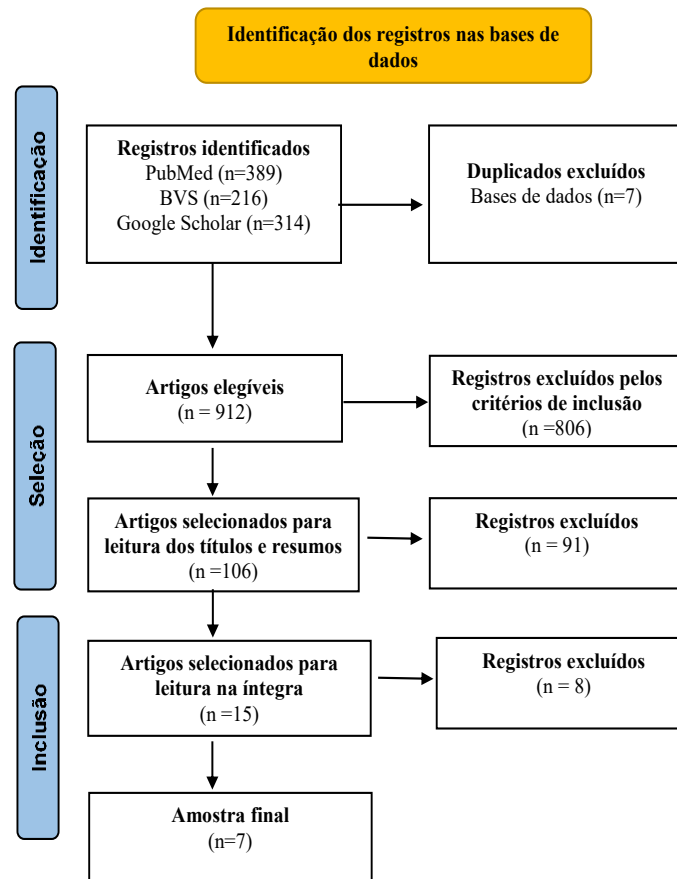 Identificação dos registros nas bases de
dados
Identificação
Registros identificados
PubMed (n=389)
BVS (n=216)
Google Scholar (n=314)
Duplicados excluídos
Bases de dados (n=7)
Seleção
Artigos elegíveis
(n = 912)
Registros excluídos pelos
critérios de inclusão
(n =806)
Artigos selecionados para
leitura dos títulos e resumos
(n =106)
Registros excluídos
(n = 91)
Inclusão
Artigos selecionados para
leitura na íntegra
(n =15)
Registros excluídos
(n = 8)
Amostra final
(n=7)